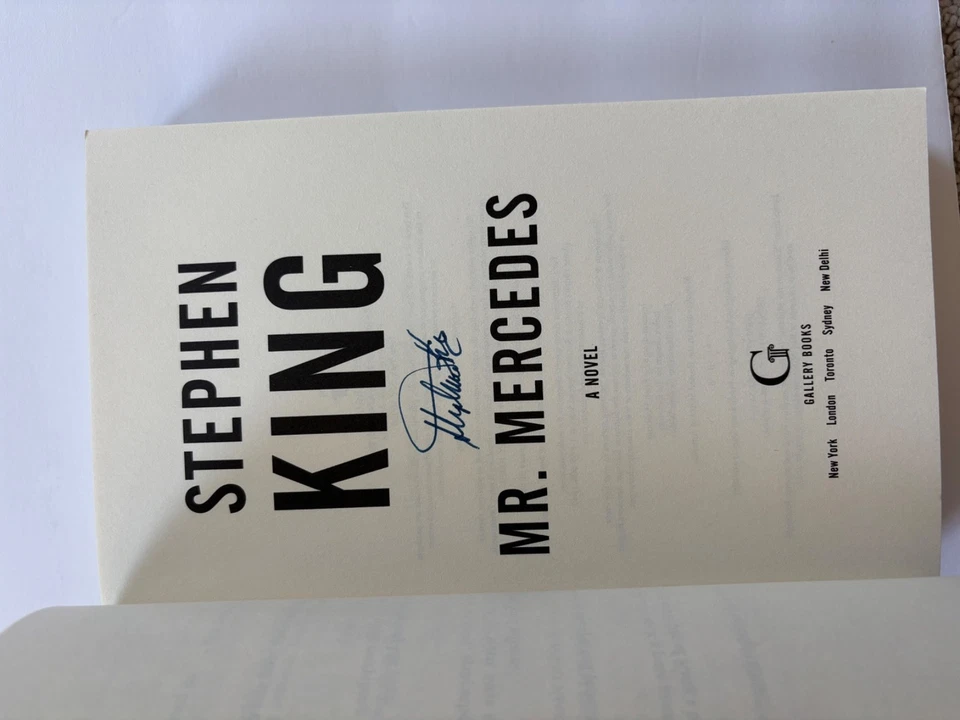 STEPHEN
KING
MR. MERCEDES
A NOVEL
G
GALLERY BOOKS
New York London Toronto Sydney New Delhi